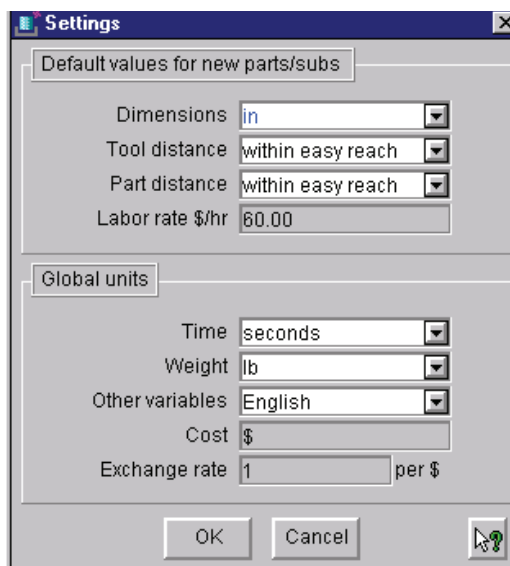 Settings
Default values for new parts/subs
Dimensions in
Tool distance within easy reach
Part distance within easy reach
Labor rate $/hr 60.00
Global units
Time seconds
Weight lb
Other variables English
Cost $
Exchange rate 1 per $
OK Cancel ?